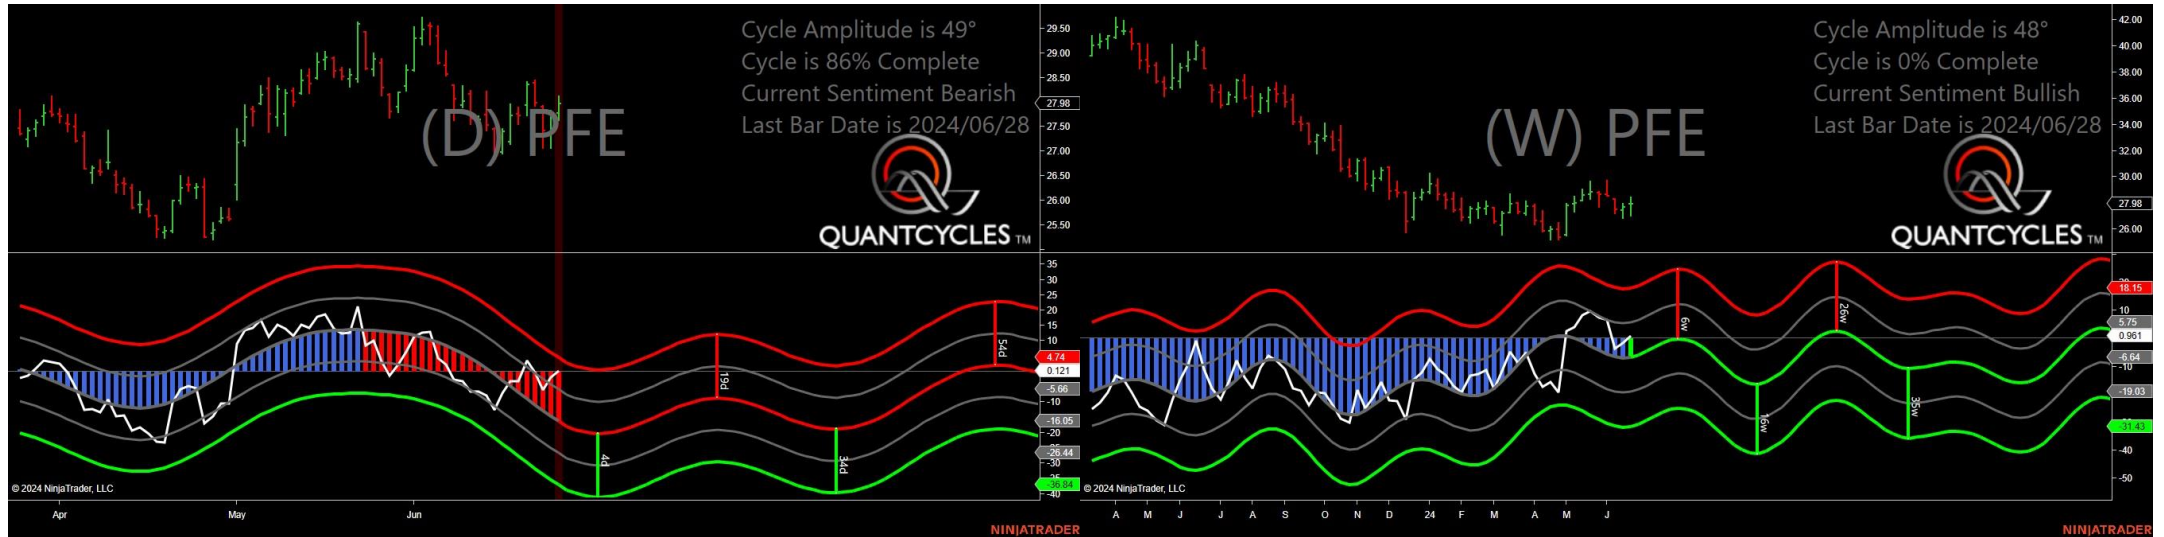 Cycle Amplitude is 49°
Cycle is 86% Complete
Current Sentiment Bearish
Last Bar Date is 2024/06/28
(D) PFE
QUANTCYCLES TM
29.50
29.00
28.50
27.98
27.50
27.00
26.50
26.00
25.50
35
30
25
20
15
10
4.74
0.121
-5.66
-10
-16.05
-20
-26.44
-30
-36.84
-40
4d
19d
34d
54d
© 2024 NinjaTrader, LLC
Apr
May
Jun
NINJATRADER
Cycle Amplitude is 48°
Cycle is 0% Complete
Current Sentiment Bullish
Last Bar Date is 2024/06/28
(W) PFE
QUANTCYCLES TM
42.00
40.00
38.00
36.00
34.00
32.00
30.00
27.98
26.00
18.15
5.75
0.961
-6.64
-10
-19.03
-31.43
-40
-50
6w
16w
26w
35w
© 2024 NinjaTrader, LLC
A M J J A S O N D 24 F M A M J
NINJATRADER